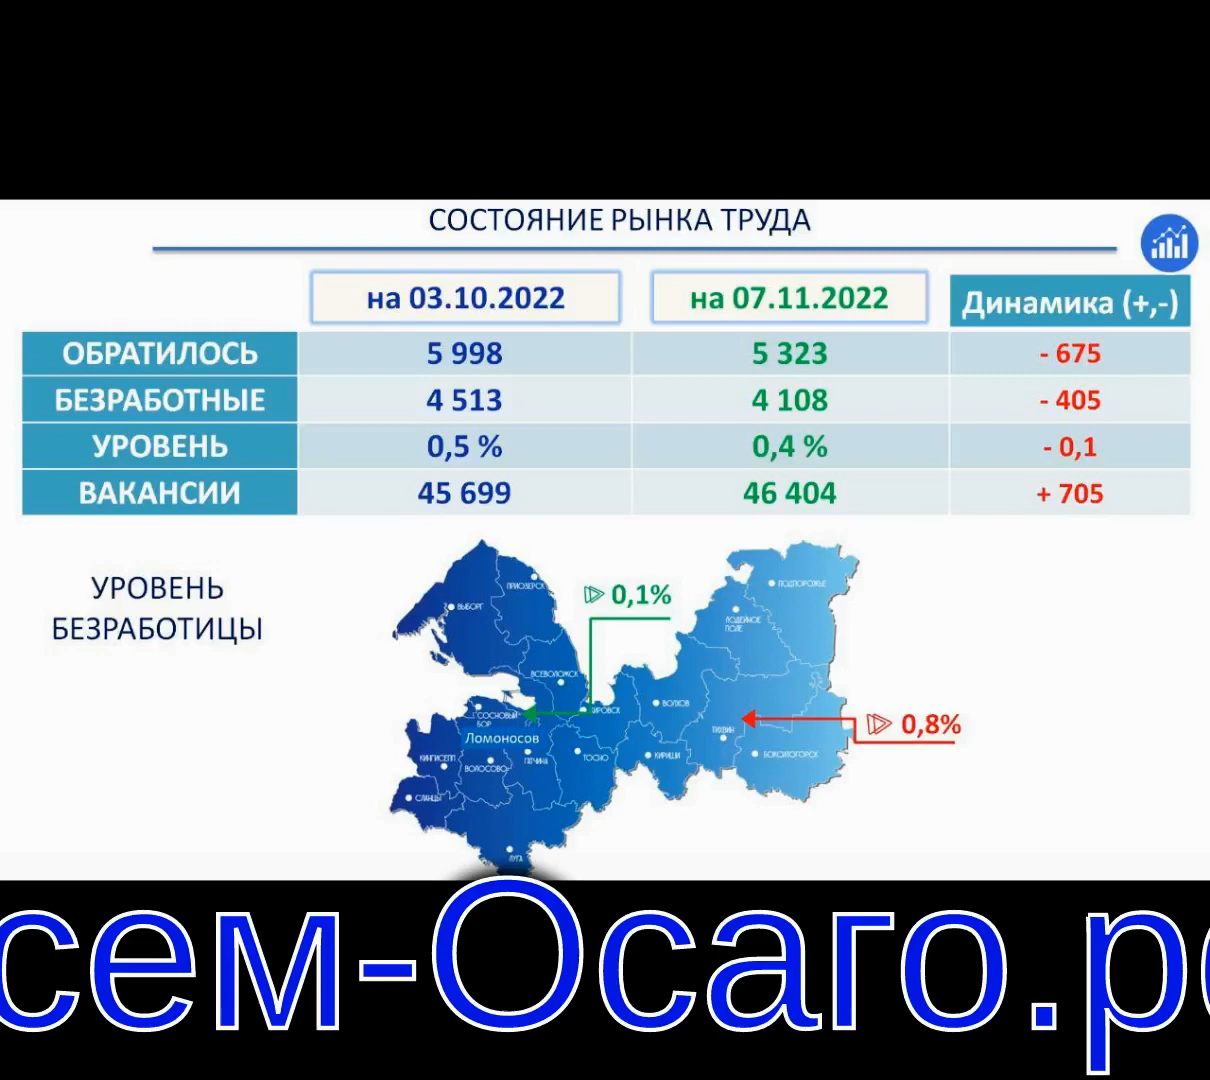 СОСТОЯНИЕ РЫНКА ТРУДА
на 03.10.2022 на 07.11.2022 Динамика (+,-)
ОБРАТИЛОСЬ 5 998 5 323 - 675
БЕЗРАБОТНЫЕ 4 513 4 108 - 405
УРОВЕНЬ 0,5 % 0,4 % - 0,1
ВАКАНСИИ 45 699 46 404 + 705
УРОВЕНЬ
БЕЗРАБОТИЦЫ
0,1%
0,8%
ПРИОЗЕРСК
ВЫБОРГ
ПОДПОРОЖЬЕ
ЛОДЕЙНОЕ
ПОЛЕ
ВСЕВОЛОЖСК
КИРОВСК
ВОЛХОВ
СОСНОВЫЙ
БОР
Ломоносов
ТИХВИН
КИНГИСЕПП
ВОЛОСОВО
ГАТЧИНА
ТОСНО
КИРИШИ
БОКСИТОГОРСК
СЛАНЦЫ
ЛУГА
сем-Осаго.р